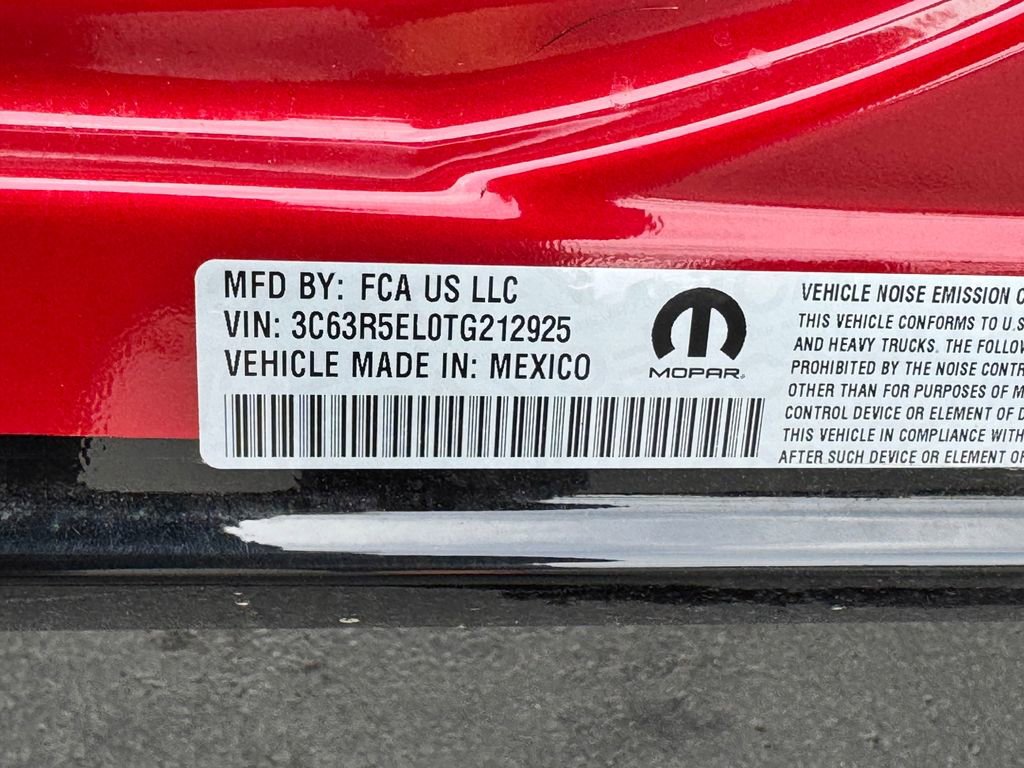 MFD BY: FCA US LLC
VIN: 3C63R5EL0TG212925
VEHICLE MADE IN: MEXICO
MOPAR
VEHICLE NOISE EMISSION
THIS VEHICLE CONFORMS TO U.S
AND HEAVY TRUCKS. THE
PROHIBITED BY THE NOISE
OTHER THAN FOR PURPOSES OF
CONTROL DEVICE OR ELEMENT OF
THIS VEHICLE IN COMPLIANCE
AFTER SUCH DEVICE OR ELEMENT